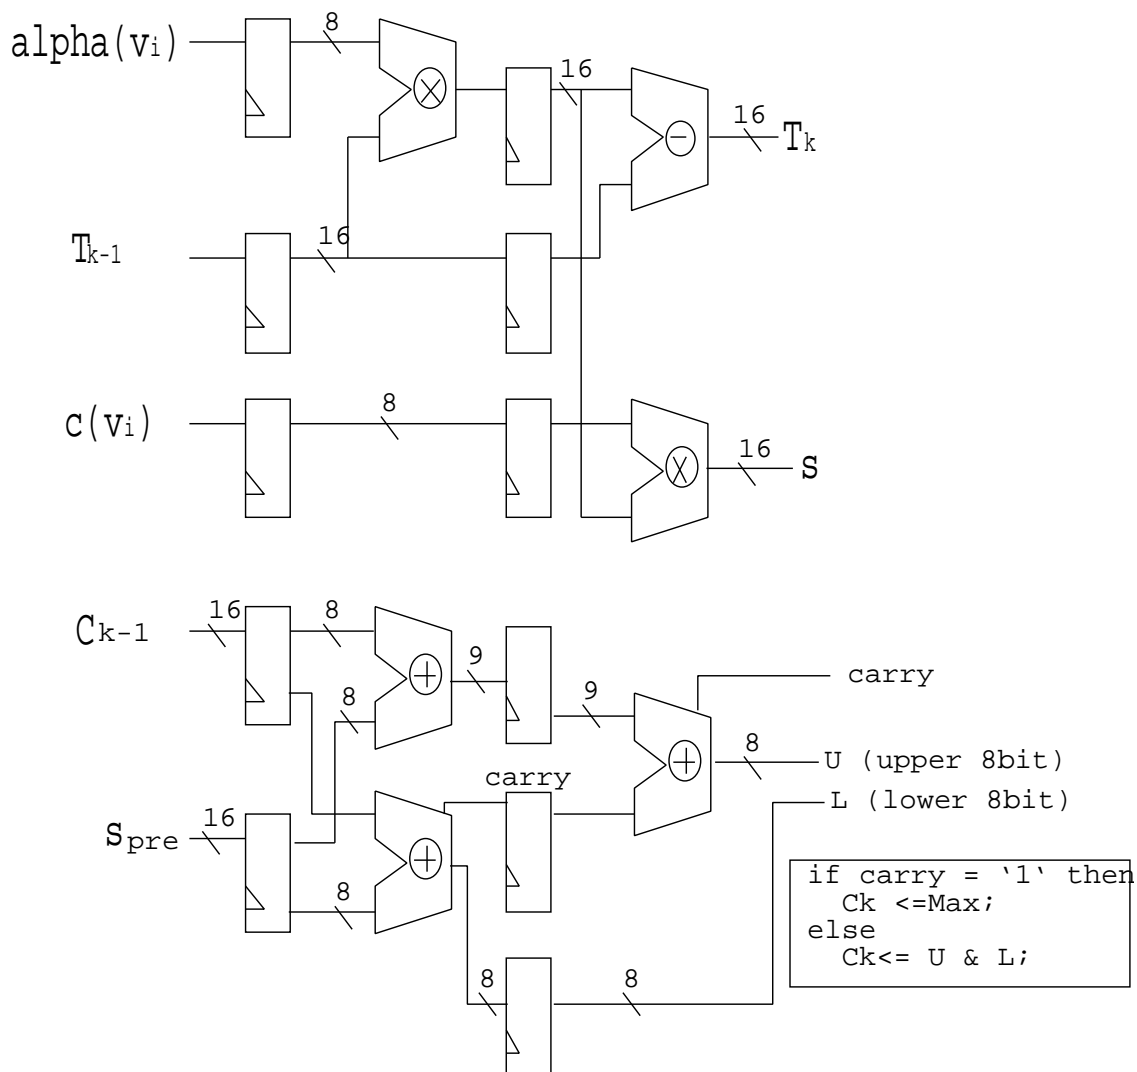 8
alpha(vi)
16
16
Tk
16
Tk-1
8
c(vi)
16
s
16
8
Ck-1
9
carry
8
9
8
U (upper 8bit)
carry
L (lower 8bit)
16
spre
if carry = ‘1‘ then
8
Ck <=Max;
else
Ck<= U & L;
8
8